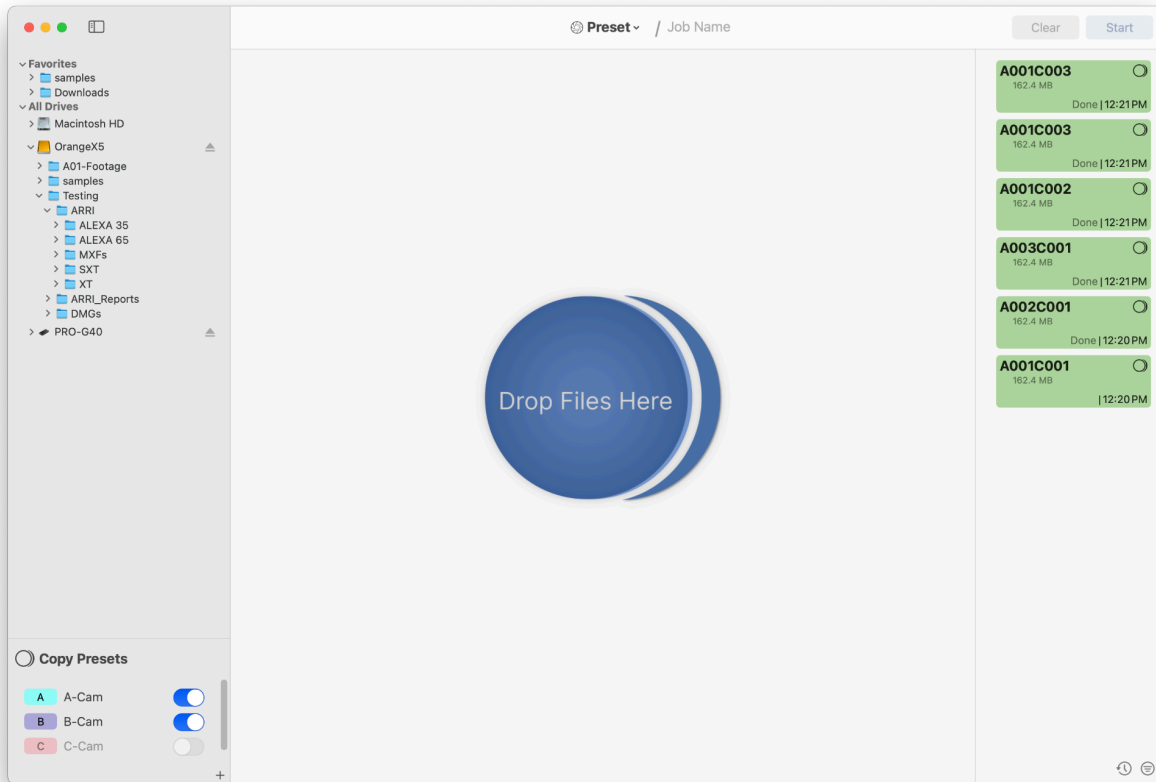 Preset / Job Name
Clear
Start
Favorites
samples
Downloads
All Drives
Macintosh HD
OrangeX5
A01-Footage
samples
Testing
ARRI
ALEXA 35
ALEXA 65
MXFs
SXT
XT
ARRI_Reports
DMGs
PRO-G40
Copy Presets
A A-Cam
B B-Cam
C C-Cam
+
Drop Files Here
A001C003
162.4 MB
Done | 12:21 PM
A001C003
162.4 MB
Done | 12:21 PM
A001C002
162.4 MB
Done | 12:21 PM
A003C001
162.4 MB
Done | 12:21 PM
A002C001
162.4 MB
Done | 12:20 PM
A001C001
162.4 MB
| 12:20 PM